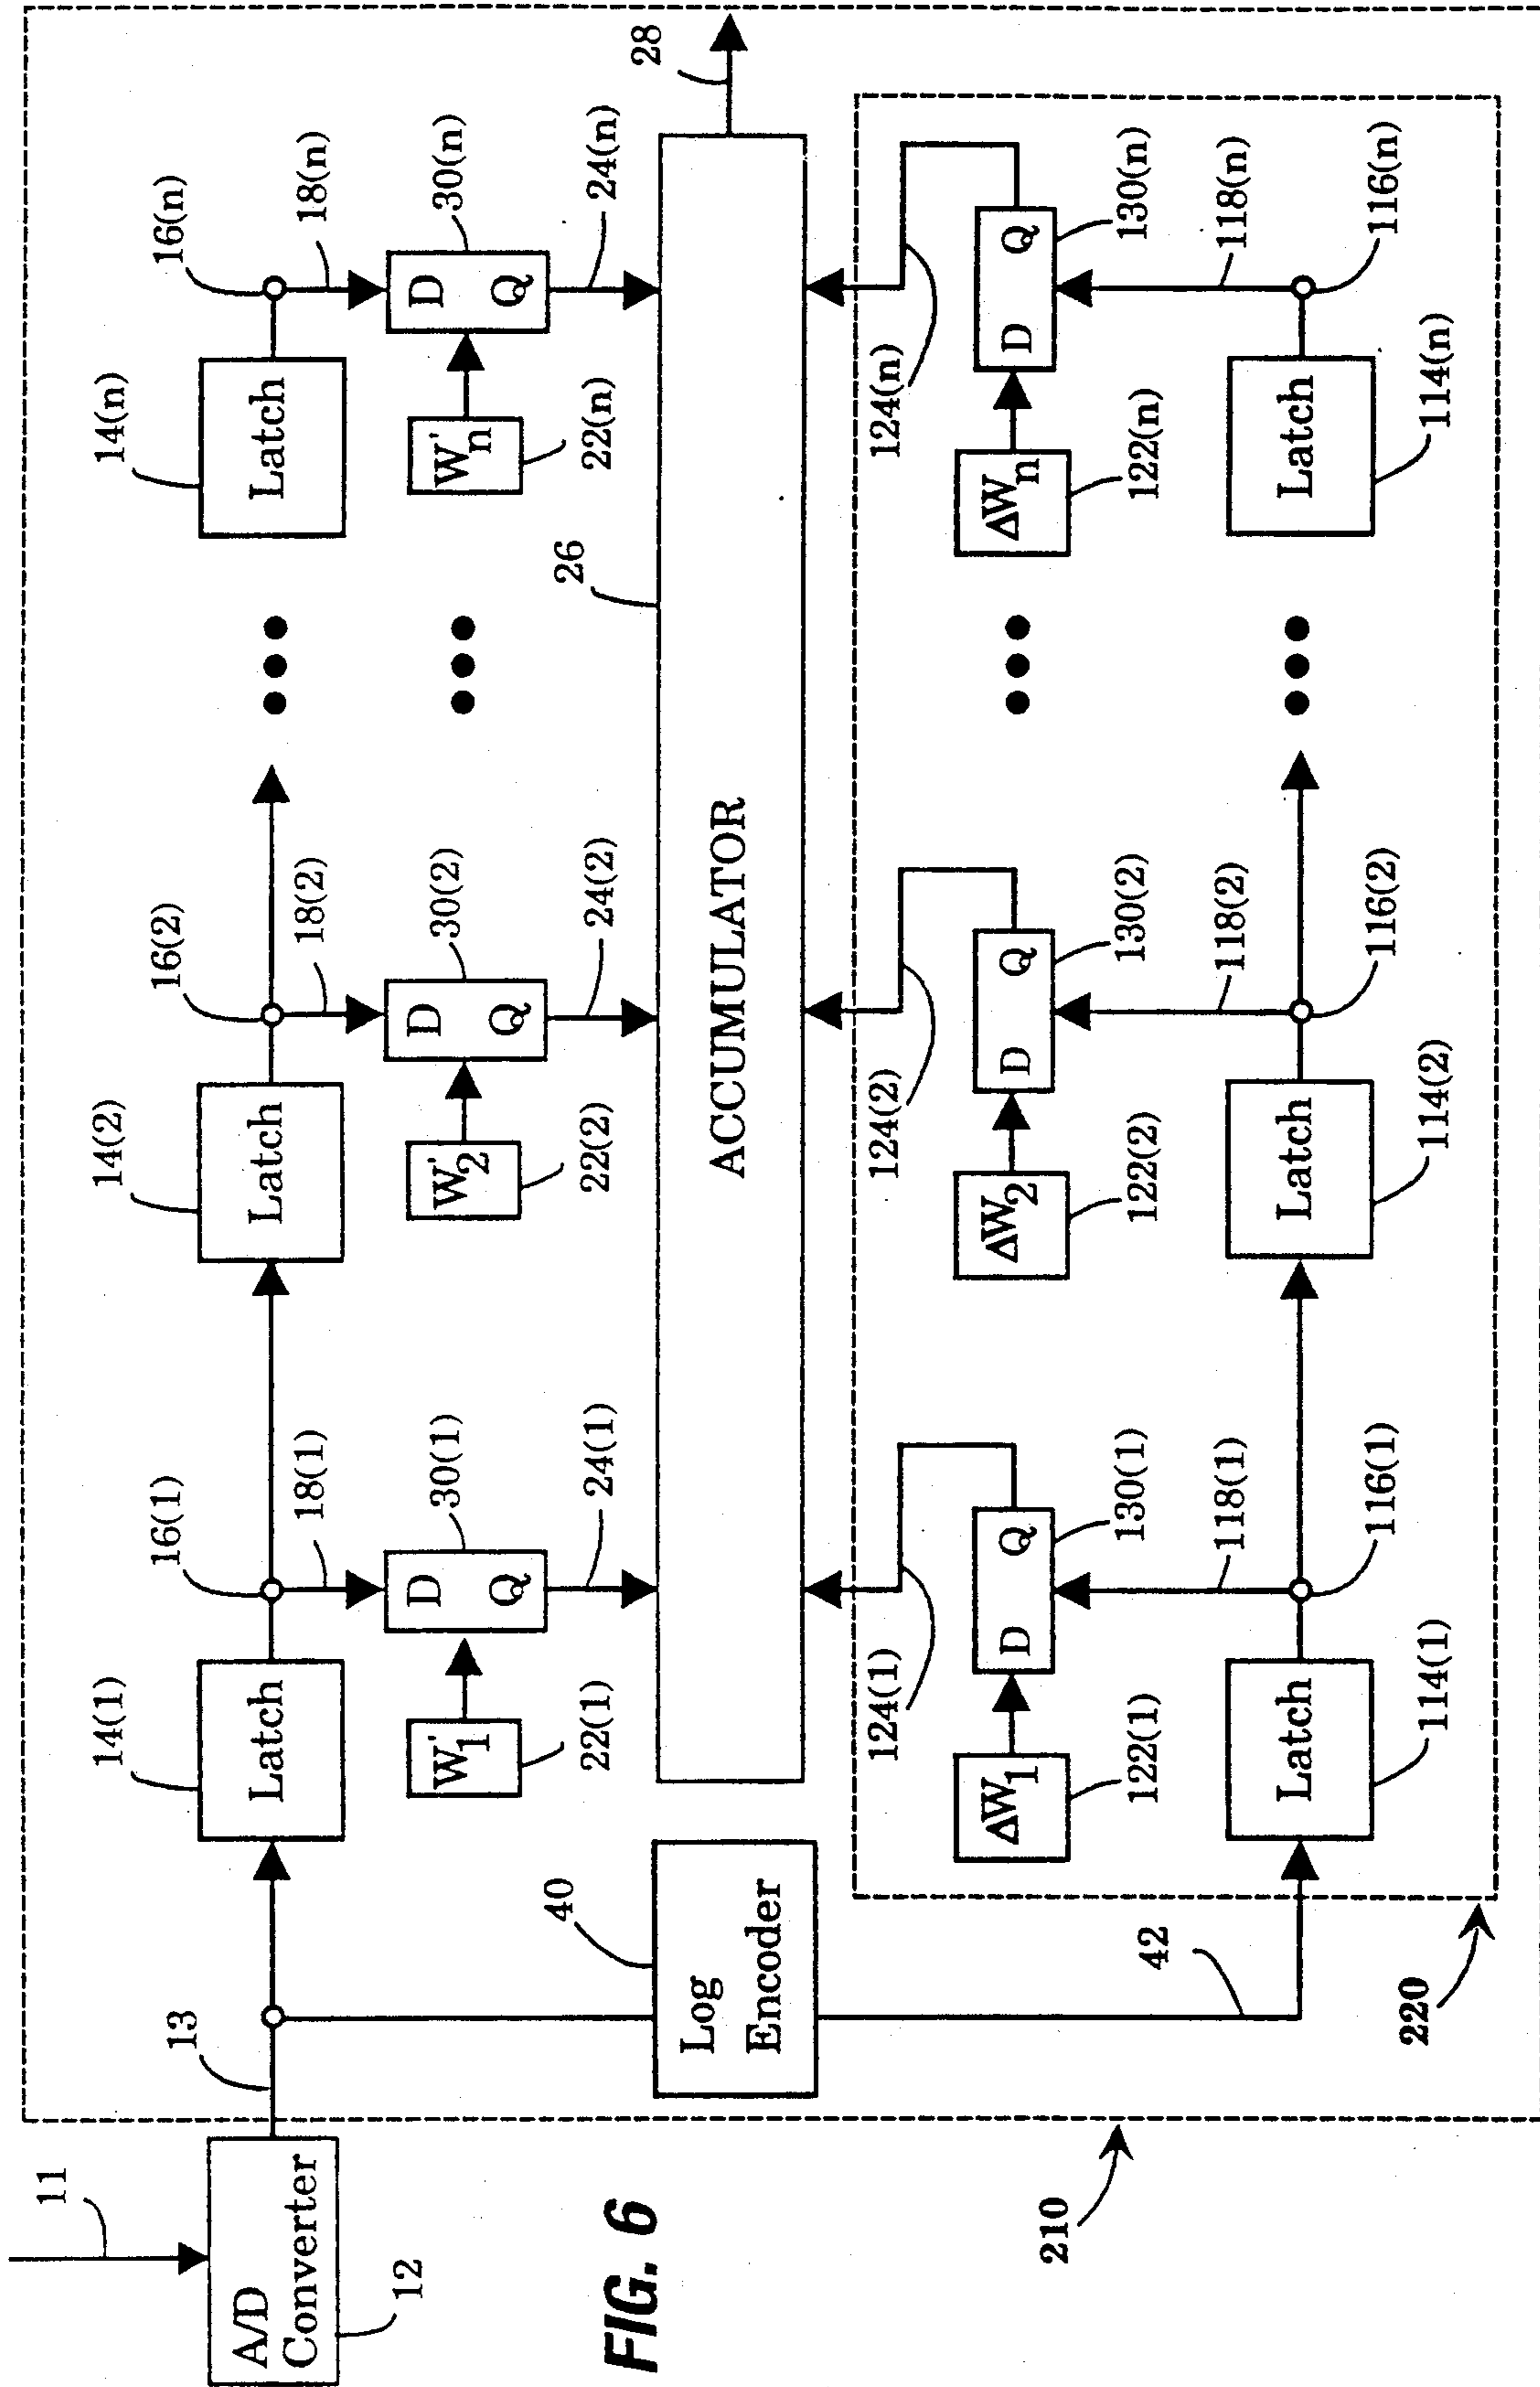 11
A/D
Converter
12
13
14(1)
Latch
16(1)
18(1)
14(2)
Latch
16(2)
18(2)
14(n)
Latch
16(n)
18(n)
W'1
22(1)
D
Q
30(1)
24(1)
W'2
22(2)
D
Q
30(2)
24(2)
W'n
22(n)
D
Q
30(n)
24(n)
40
Log
Encoder
42
26
ACCUMULATOR
28
124(1)
ΔW1
122(1)
D
Q
130(1)
118(1)
124(2)
ΔW2
122(2)
D
Q
130(2)
118(2)
124(n)
ΔWn
122(n)
D
Q
130(n)
118(n)
Latch
114(1)
116(1)
Latch
114(2)
116(2)
Latch
114(n)
116(n)
210
220
FIG. 6